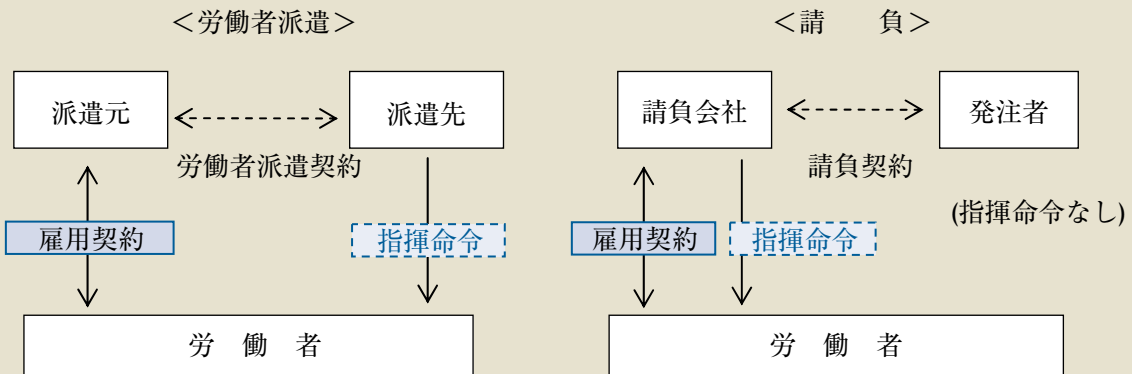 <労働者派遣>
<請　　負>
派遣元
派遣先
請負会社
発注者
労働者派遣契約
請負契約
(指揮命令なし)
雇用契約
指揮命令
雇用契約
指揮命令
労　働　者
労　働　者